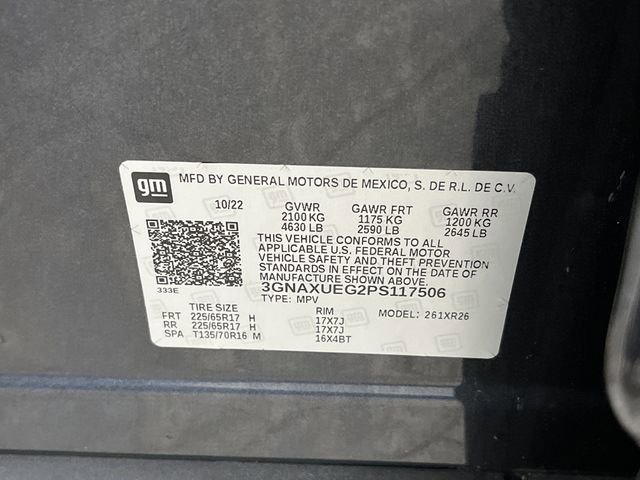 gm
MFD BY GENERAL MOTORS DE MEXICO, S. DE R.L. DE C.V.
10/22 GVWR GAWR FRT GAWR RR
2100 KG 1175 KG 1200 KG
4630 LB 2590 LB 2645 LB
THIS VEHICLE CONFORMS TO ALL
APPLICABLE U.S. FEDERAL MOTOR
VEHICLE SAFETY AND THEFT PREVENTION
STANDARDS IN EFFECT ON THE DATE OF
MANUFACTURE SHOWN ABOVE.
333E 3GNAXUEG2PS117506
TYPE: MPV
TIRE SIZE RIM MODEL: 261XR26
FRT 225/65R17 H 17X7J
RR 225/65R17 H 17X7J
SPA T135/70R16 M 16X4BT